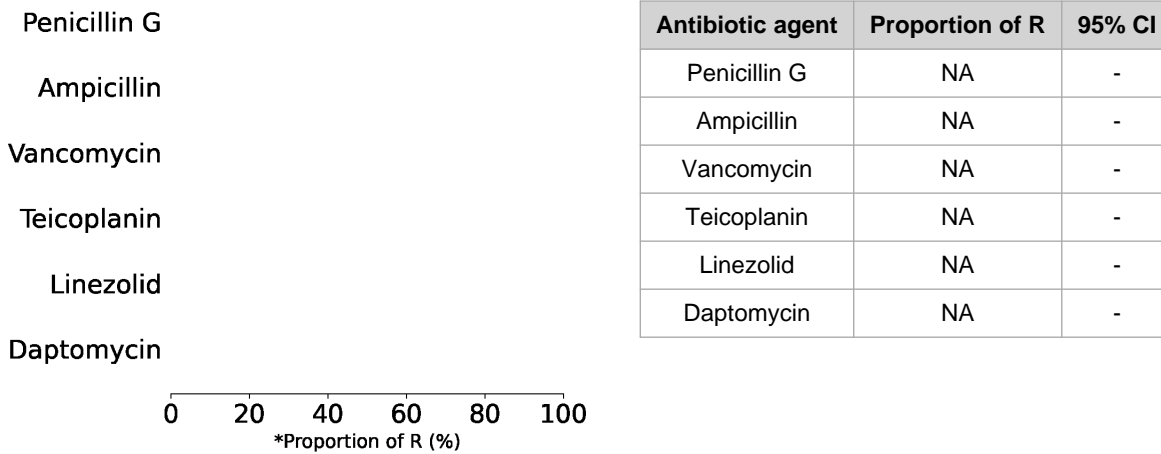 Penicillin G
Ampicillin
Vancomycin
Teicoplanin
Linezolid
Daptomycin
0 20 40 60 80 100
*Proportion of R (%)
Antibiotic agent Proportion of R 95% CI
Penicillin G NA -
Ampicillin NA -
Vancomycin NA -
Teicoplanin NA -
Linezolid NA -
Daptomycin NA -